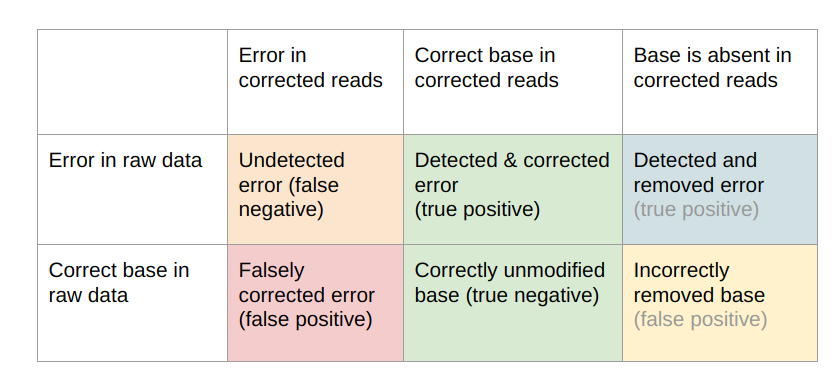 Error in
corrected reads
Correct base in
corrected reads
Base is absent in
corrected reads
Error in raw data
Undetected
error (false
negative)
Detected & corrected
error
(true positive)
Detected and
removed error
(true positive)
Correct base in
raw data
Falsely
corrected error
(false positive)
Correctly unmodified
base (true negative)
Incorrectly
removed base
(false positive)